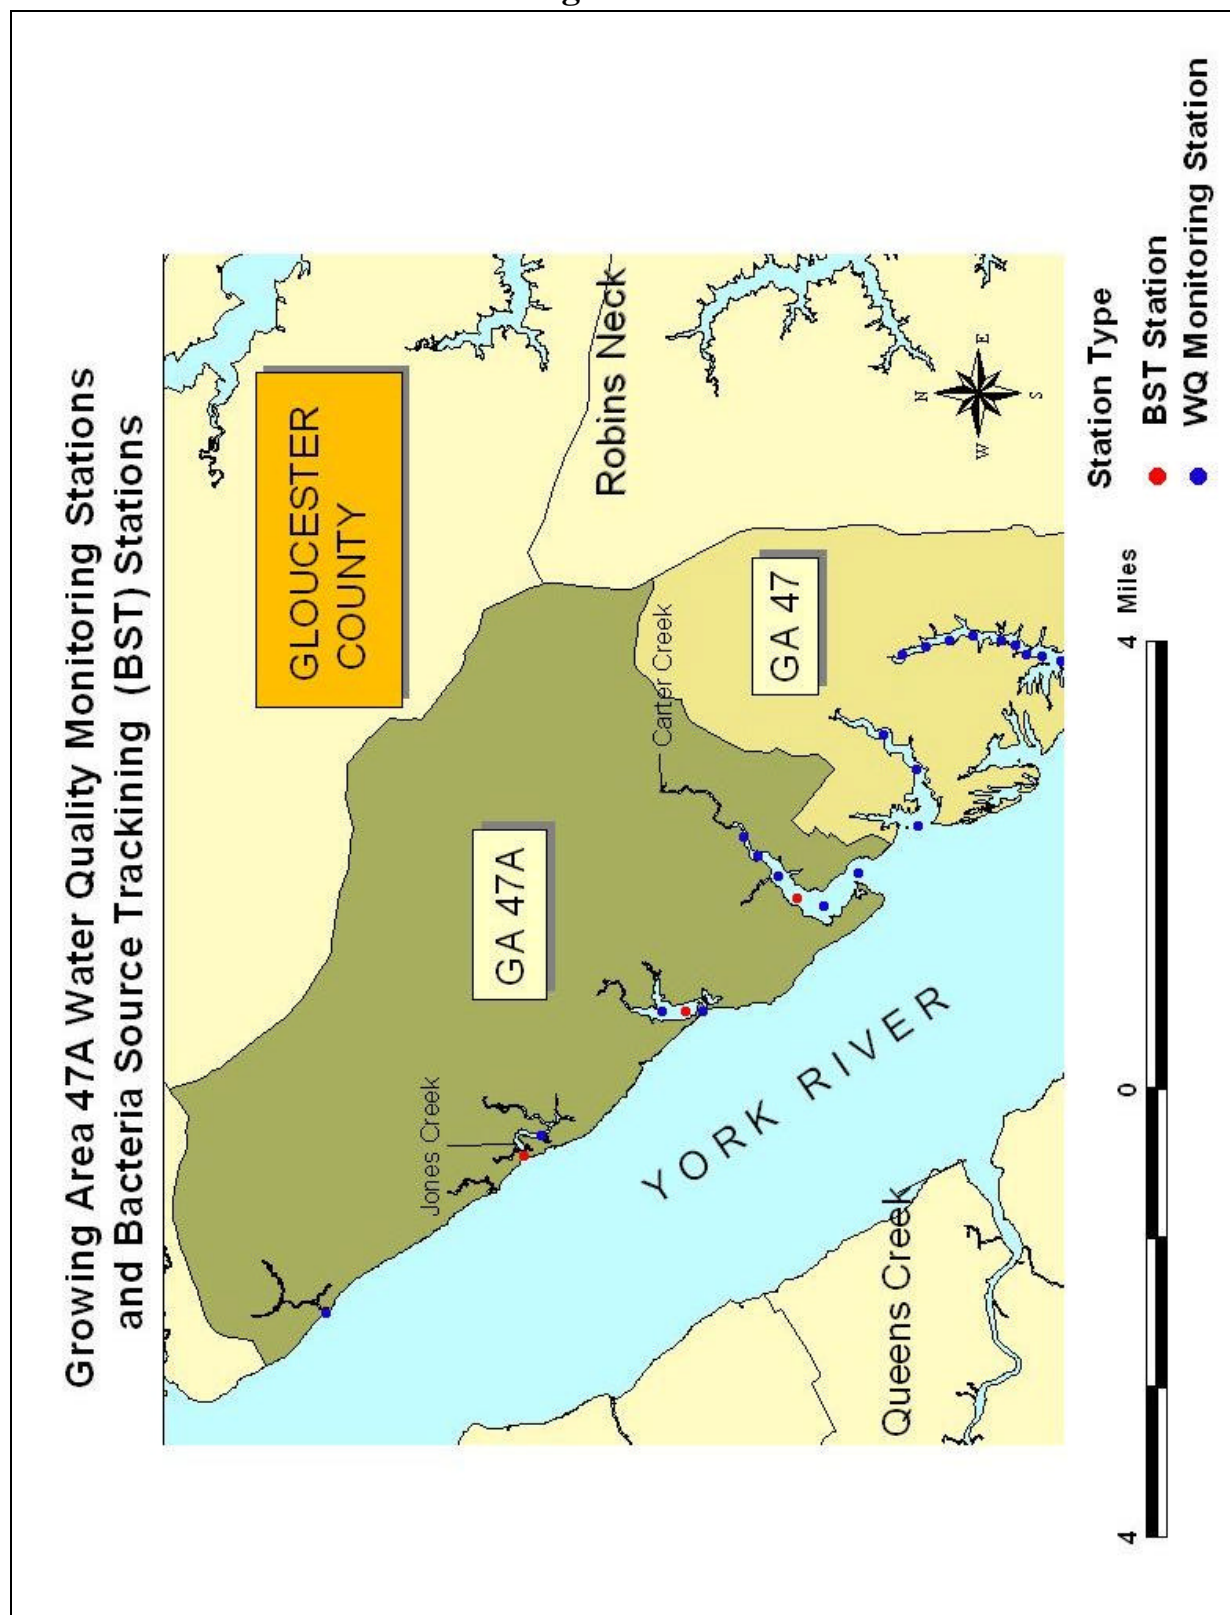 Growing Area 47A Water Quality Monitoring Stations
and Bacteria Source Trackining (BST) Stations
GLOUCESTER
COUNTY
Robins Neck
GA 47A
GA 47
Carter Creek
Jones Creek
YORK RIVER
Queens Creek
N
W
E
S
4
0
4
Miles
Station Type
BST Station
WQ Monitoring Station